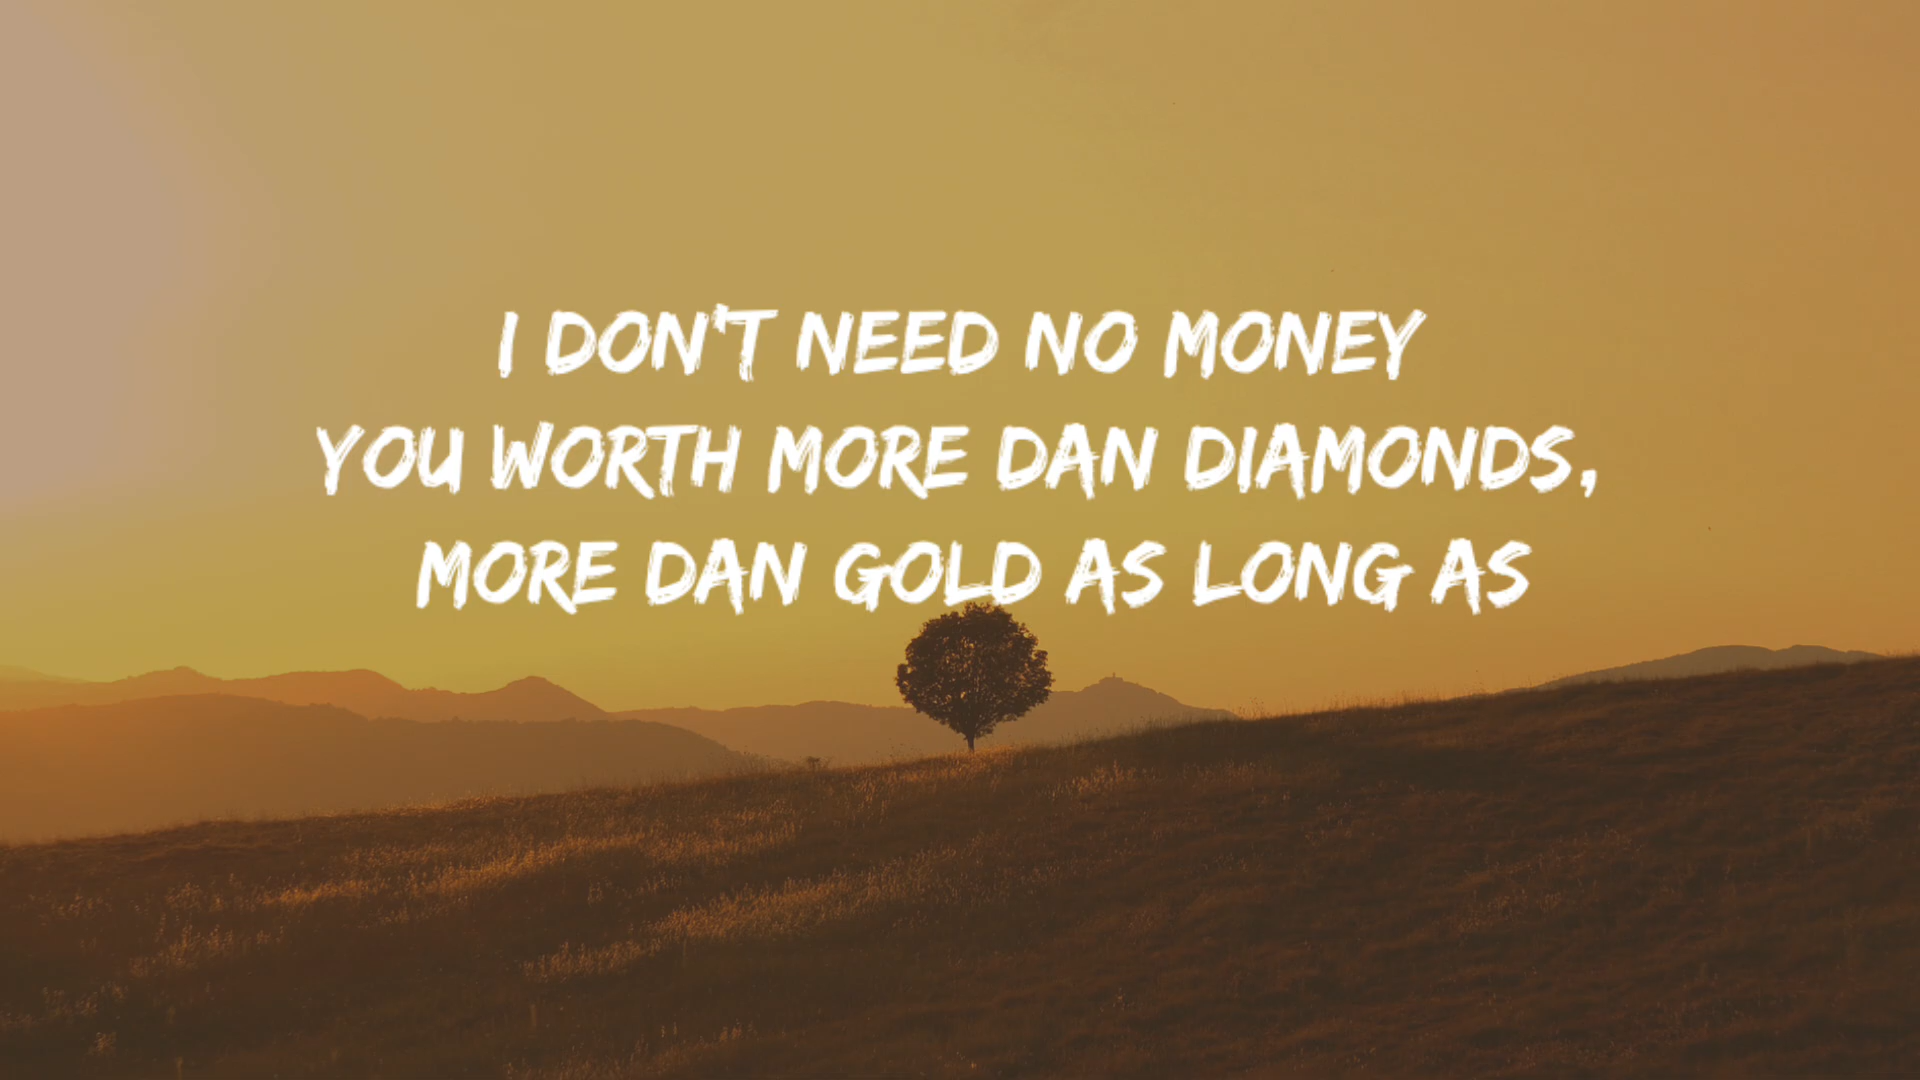 I DON'T NEED NO MONEY
YOU WORTH MORE DAN DIAMONDS,
MORE DAN GOLD AS LONG AS